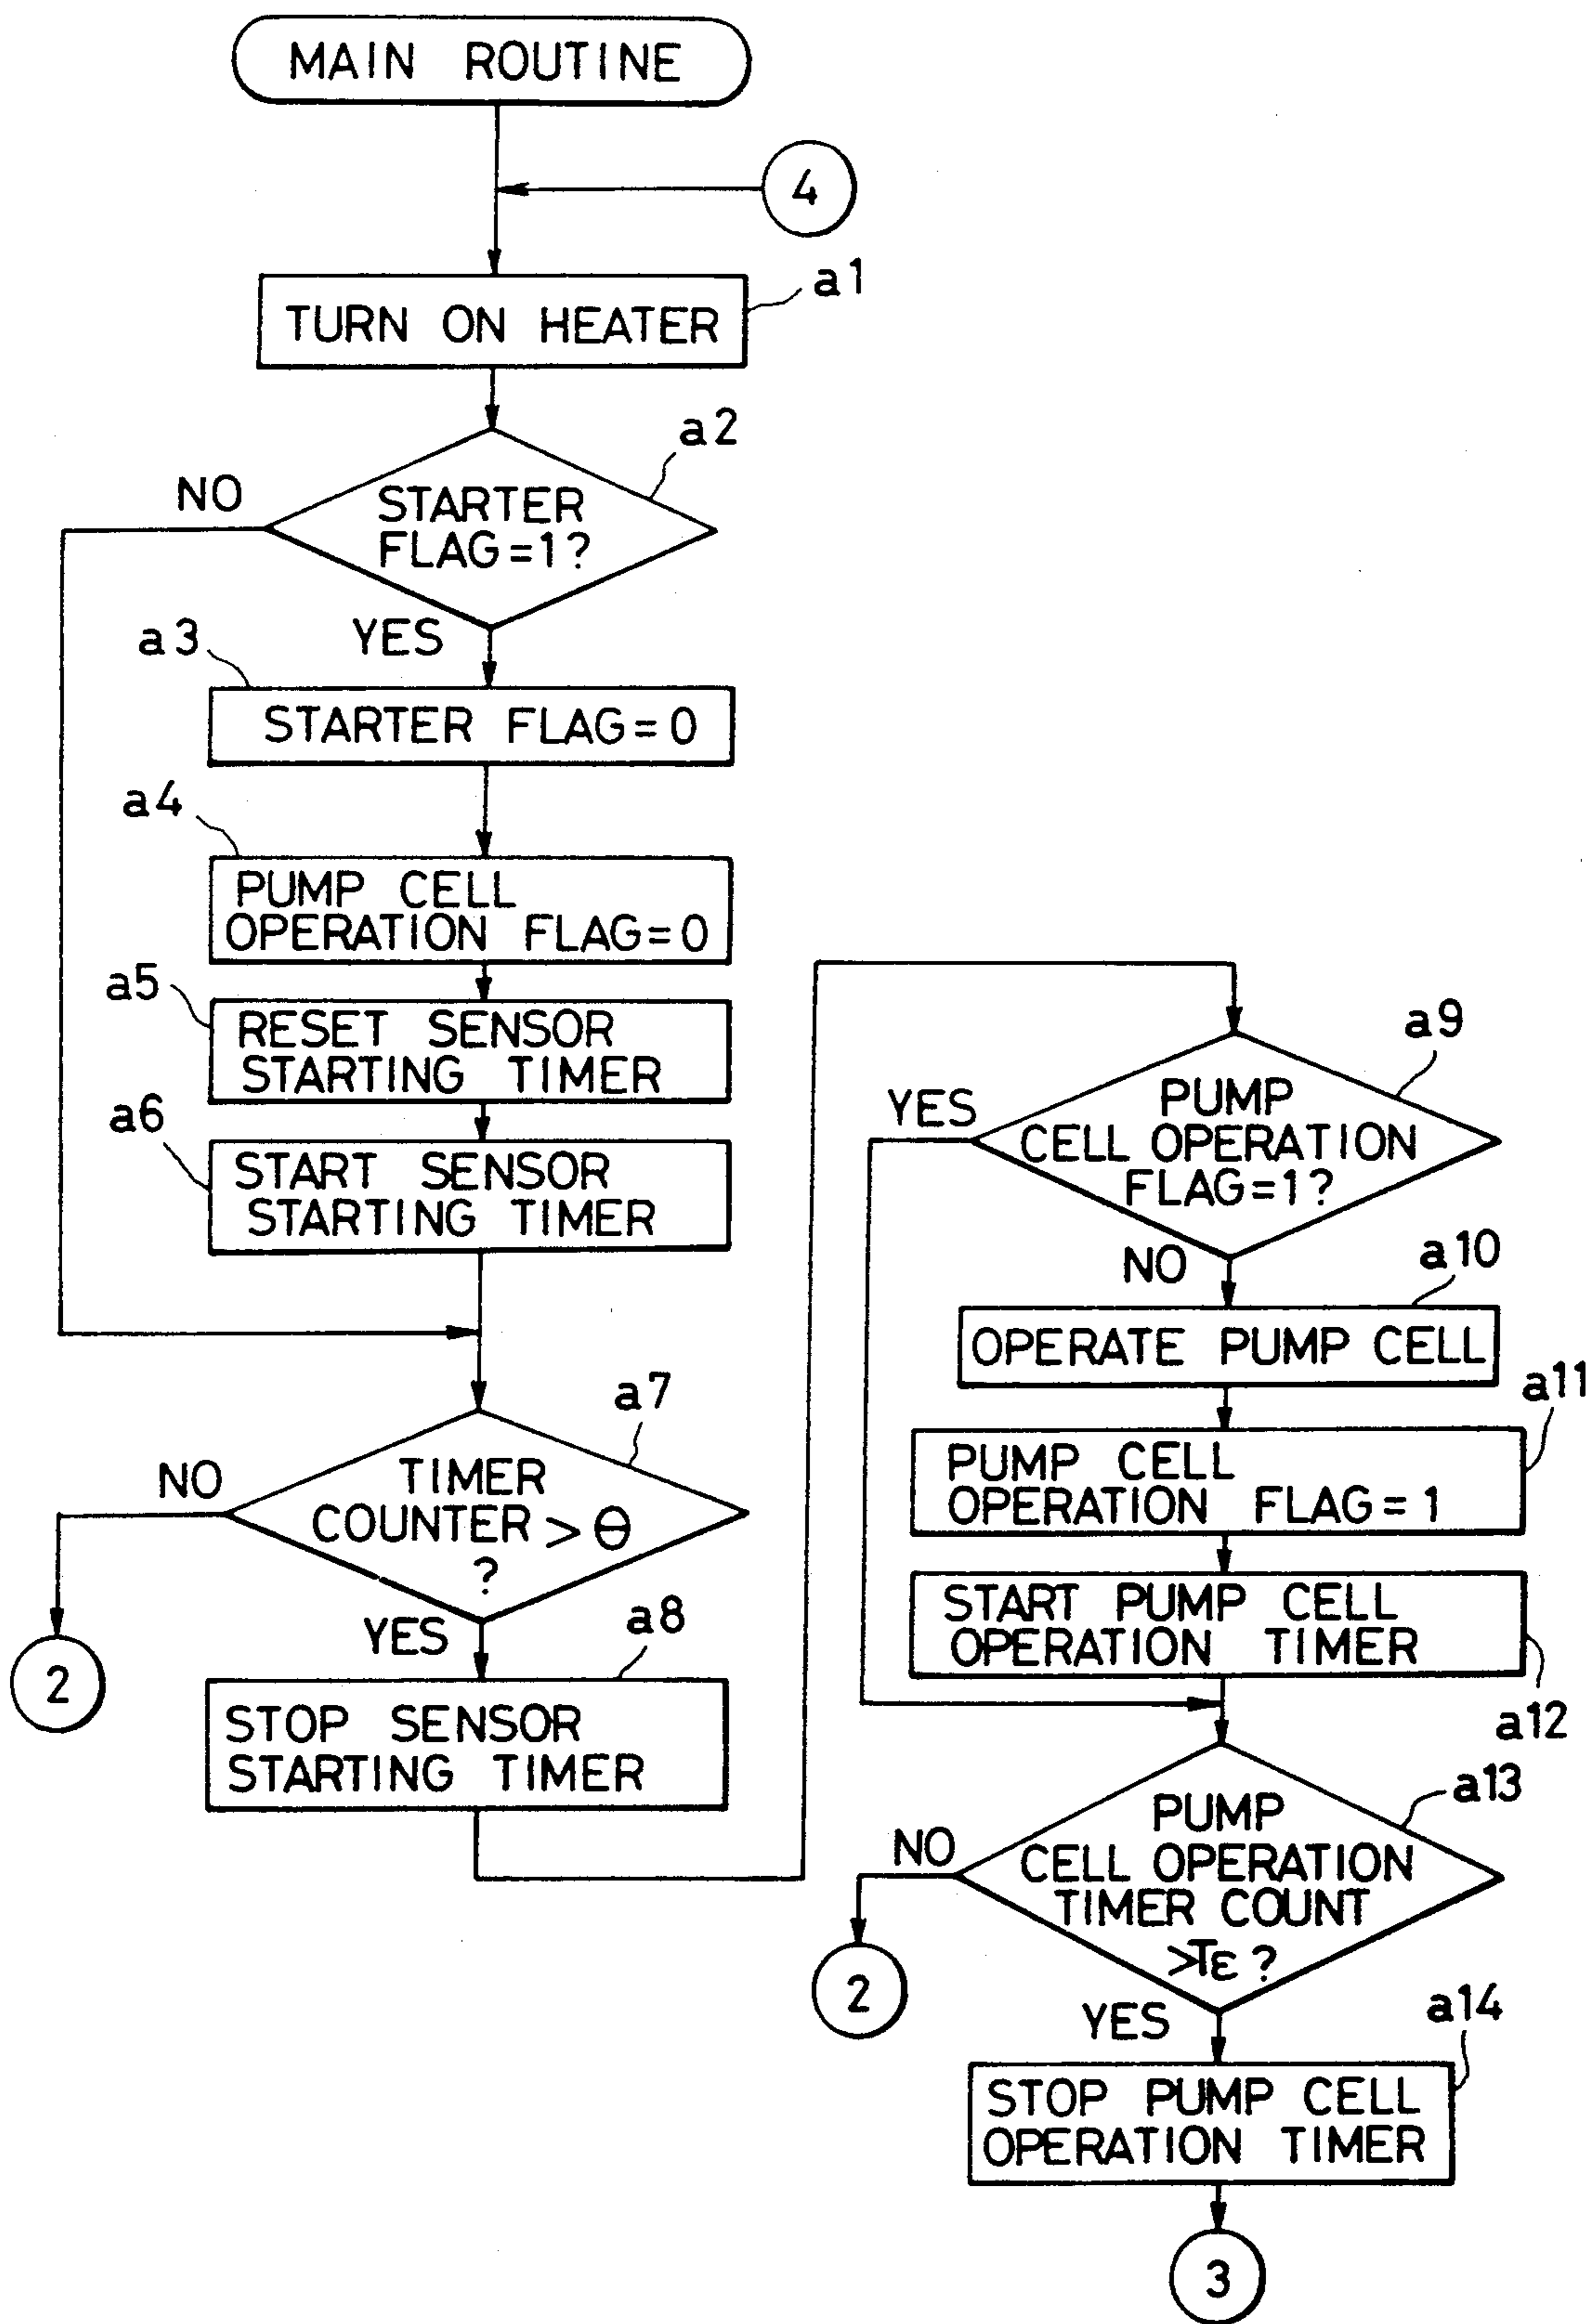 MAIN ROUTINE
4
a1
TURN ON HEATER
a2
NO
STARTER
FLAG=1?
YES
a3
STARTER FLAG=0
a4
PUMP CELL
OPERATION FLAG=0
a5
RESET SENSOR
STARTING TIMER
a6
START SENSOR
STARTING TIMER
a7
NO
TIMER
COUNTER > Θ
?
YES
2
a8
STOP SENSOR
STARTING TIMER
a9
YES
PUMP
CELL OPERATION
FLAG=1?
NO
a10
OPERATE PUMP CELL
a11
PUMP CELL
OPERATION FLAG=1
START PUMP CELL
OPERATION TIMER
a12
a13
NO
PUMP
CELL OPERATION
TIMER COUNT
>Tε ?
2
YES
a14
STOP PUMP CELL
OPERATION TIMER
3